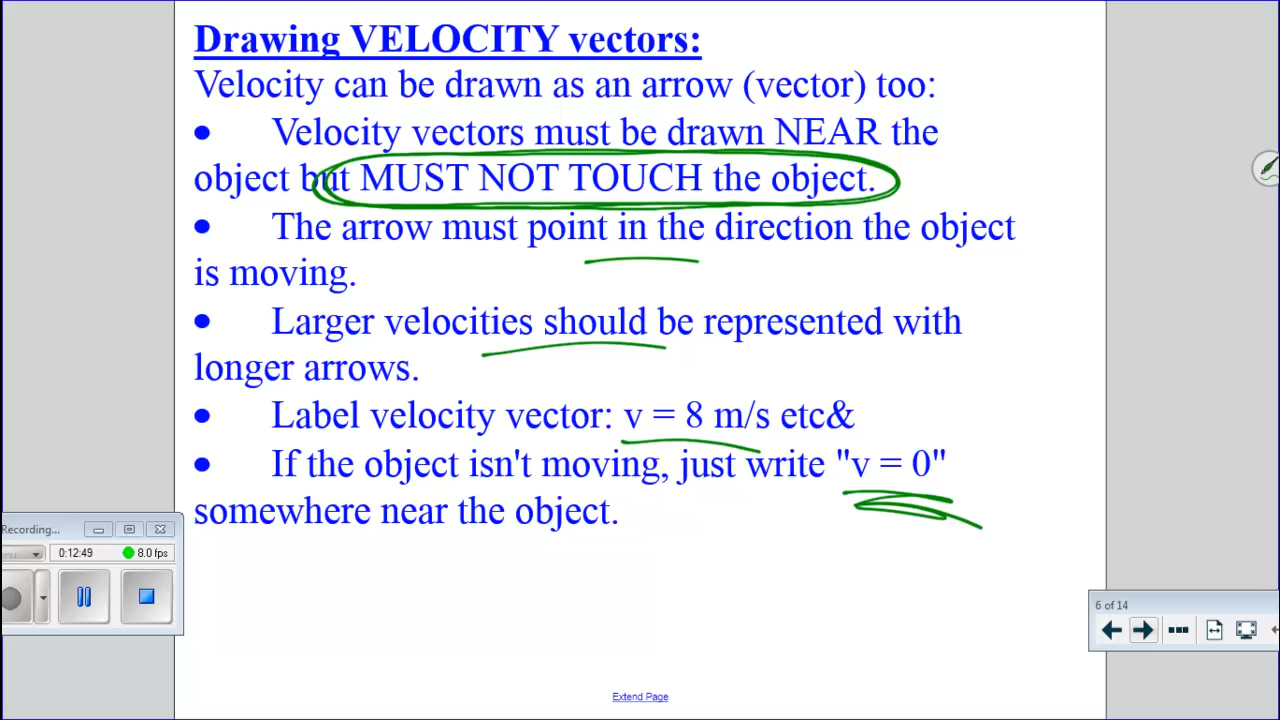 Drawing VELOCITY vectors:
Velocity can be drawn as an arrow (vector) too:
• Velocity vectors must be drawn NEAR the
object but MUST NOT TOUCH the object.
• The arrow must point in the direction the object
is moving.
• Larger velocities should be represented with
longer arrows.
• Label velocity vector: v = 8 m/s etc&
• If the object isn't moving, just write "v = 0"
somewhere near the object.
Recording...
0:12:49 8.0 fps
6 of 14
Extend Page